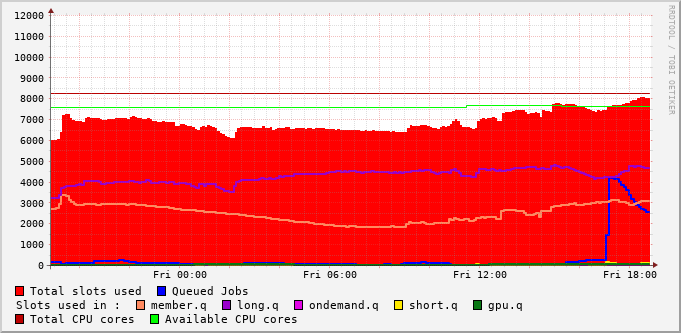 12000
11000
10000
9000
8000
7000
6000
5000
4000
3000
2000
1000
0
Fri 00:00 Fri 06:00 Fri 12:00 Fri 18:00
RRDTOOL / TOBI OETIKER
Total slots used Queued Jobs
Slots used in : member.q long.q ondemand.q short.q gpu.q
Total CPU cores Available CPU cores